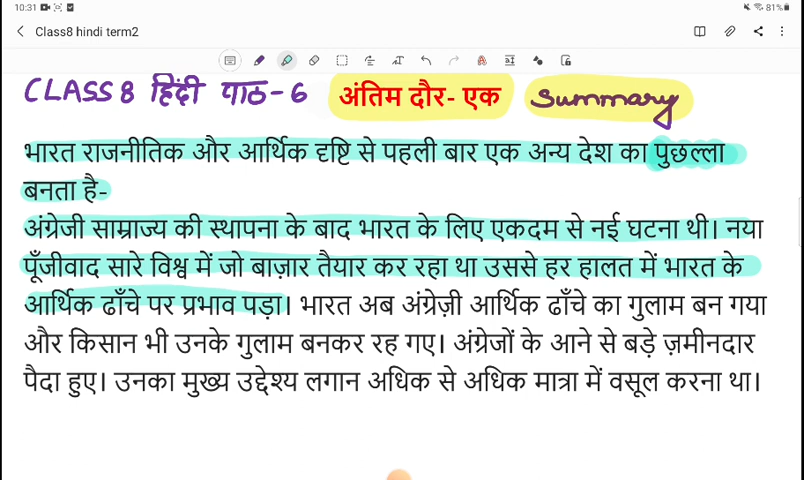 10:31 81%
Class8 hindi term2
CLASS 8 हिंदी पाठ-6 अंतिम दौर- एक Summary
भारत राजनीतिक और आर्थिक दृष्टि से पहली बार एक अन्य देश का पुछल्ला
बनता है-
अंग्रेजी साम्राज्य की स्थापना के बाद भारत के लिए एकदम से नई घटना थी। नया
पूँजीवाद सारे विश्व में जो बाज़ार तैयार कर रहा था उससे हर हालत में भारत के
आर्थिक ढाँचे पर प्रभाव पड़ा। भारत अब अंग्रेज़ी आर्थिक ढाँचे का गुलाम बन गया
और किसान भी उनके गुलाम बनकर रह गए। अंग्रेजों के आने से बड़े ज़मीनदार
पैदा हुए। उनका मुख्य उद्देश्य लगान अधिक से अधिक मात्रा में वसूल करना था।